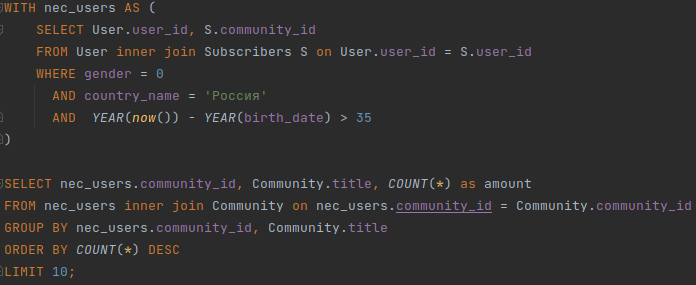 WITH nec_users AS (
    SELECT User.user_id, S.community_id
    FROM User inner join Subscribers S on User.user_id = S.user_id
    WHERE gender = 0
      AND country_name = 'Россия'
      AND  YEAR(now()) - YEAR(birth_date) > 35
)
SELECT nec_users.community_id, Community.title, COUNT(*) as amount
FROM nec_users inner join Community on nec_users.community_id = Community.community_id
GROUP BY nec_users.community_id, Community.title
ORDER BY COUNT(*) DESC
LIMIT 10;